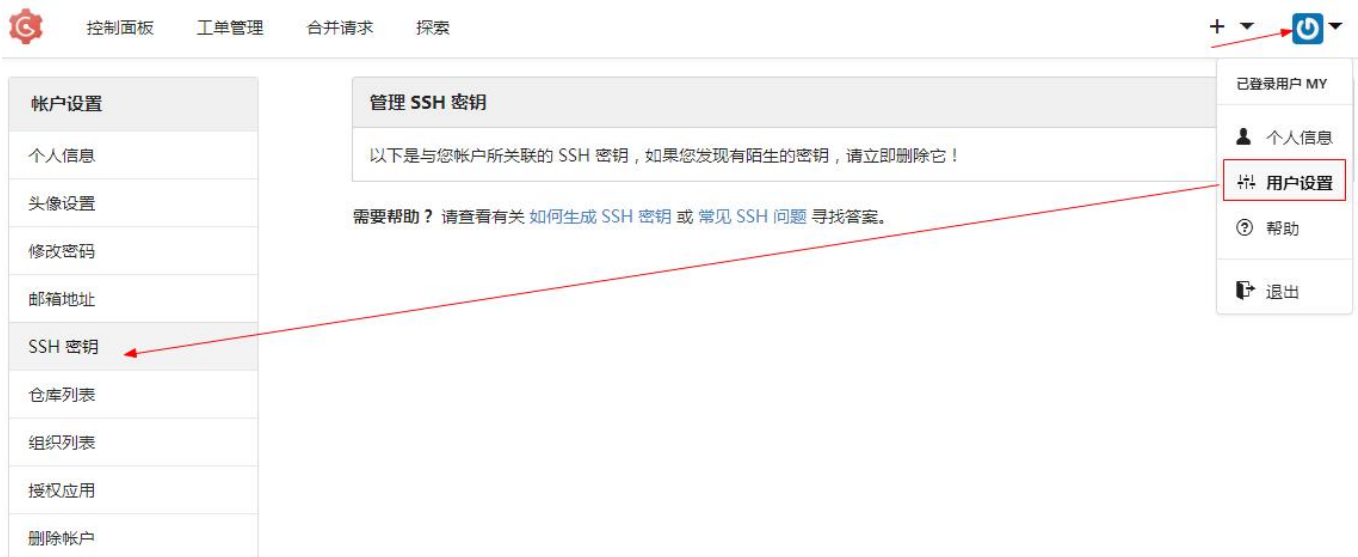 控制面板 工单管理 合并请求 探索
已登录用户 MY
个人信息
用户设置
帮助
退出
帐户设置
个人信息
头像设置
修改密码
邮箱地址
SSH 密钥
仓库列表
组织列表
授权应用
删除帐户
管理 SSH 密钥
以下是与您帐户所关联的 SSH 密钥，如果您发现有陌生的密钥，请立即删除它！
需要帮助？ 请查看有关 如何生成 SSH 密钥 或 常见 SSH 问题 寻找答案。